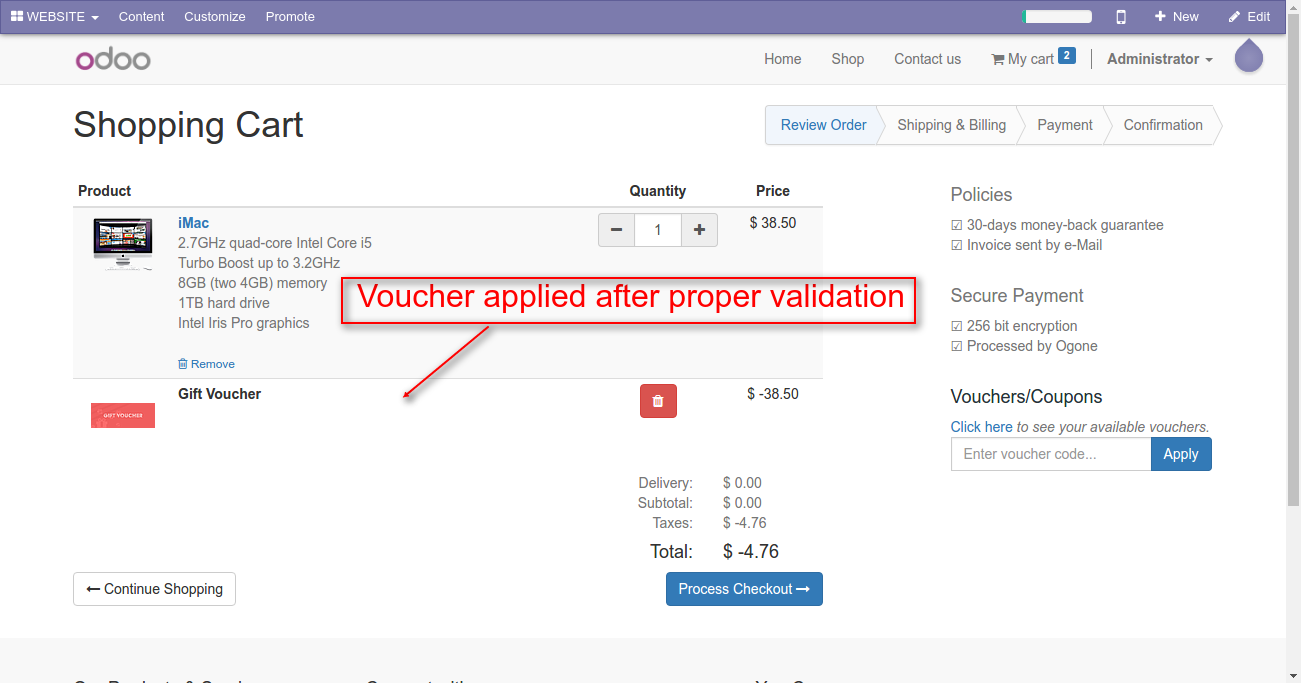 WEBSITE Content Customize Promote New Edit
odoo Home Shop Contact us My cart 2 Administrator
Shopping Cart
Review Order Shipping & Billing Payment Confirmation
Product Quantity Price
iMac 1 $ 38.50
2.7GHz quad-core Intel Core i5
Turbo Boost up to 3.2GHz
8GB (two 4GB) memory
1TB hard drive
Intel Iris Pro graphics
Remove
Voucher applied after proper validation
Gift Voucher $ -38.50
GIFT VOUCHER
Delivery: $ 0.00
Subtotal: $ 0.00
Taxes: $ -4.76
Total: $ -4.76
Continue Shopping Process Checkout
Policies
30-days money-back guarantee
Invoice sent by e-Mail
Secure Payment
256 bit encryption
Processed by Ogone
Vouchers/Coupons
Click here to see your available vouchers.
Enter voucher code... Apply